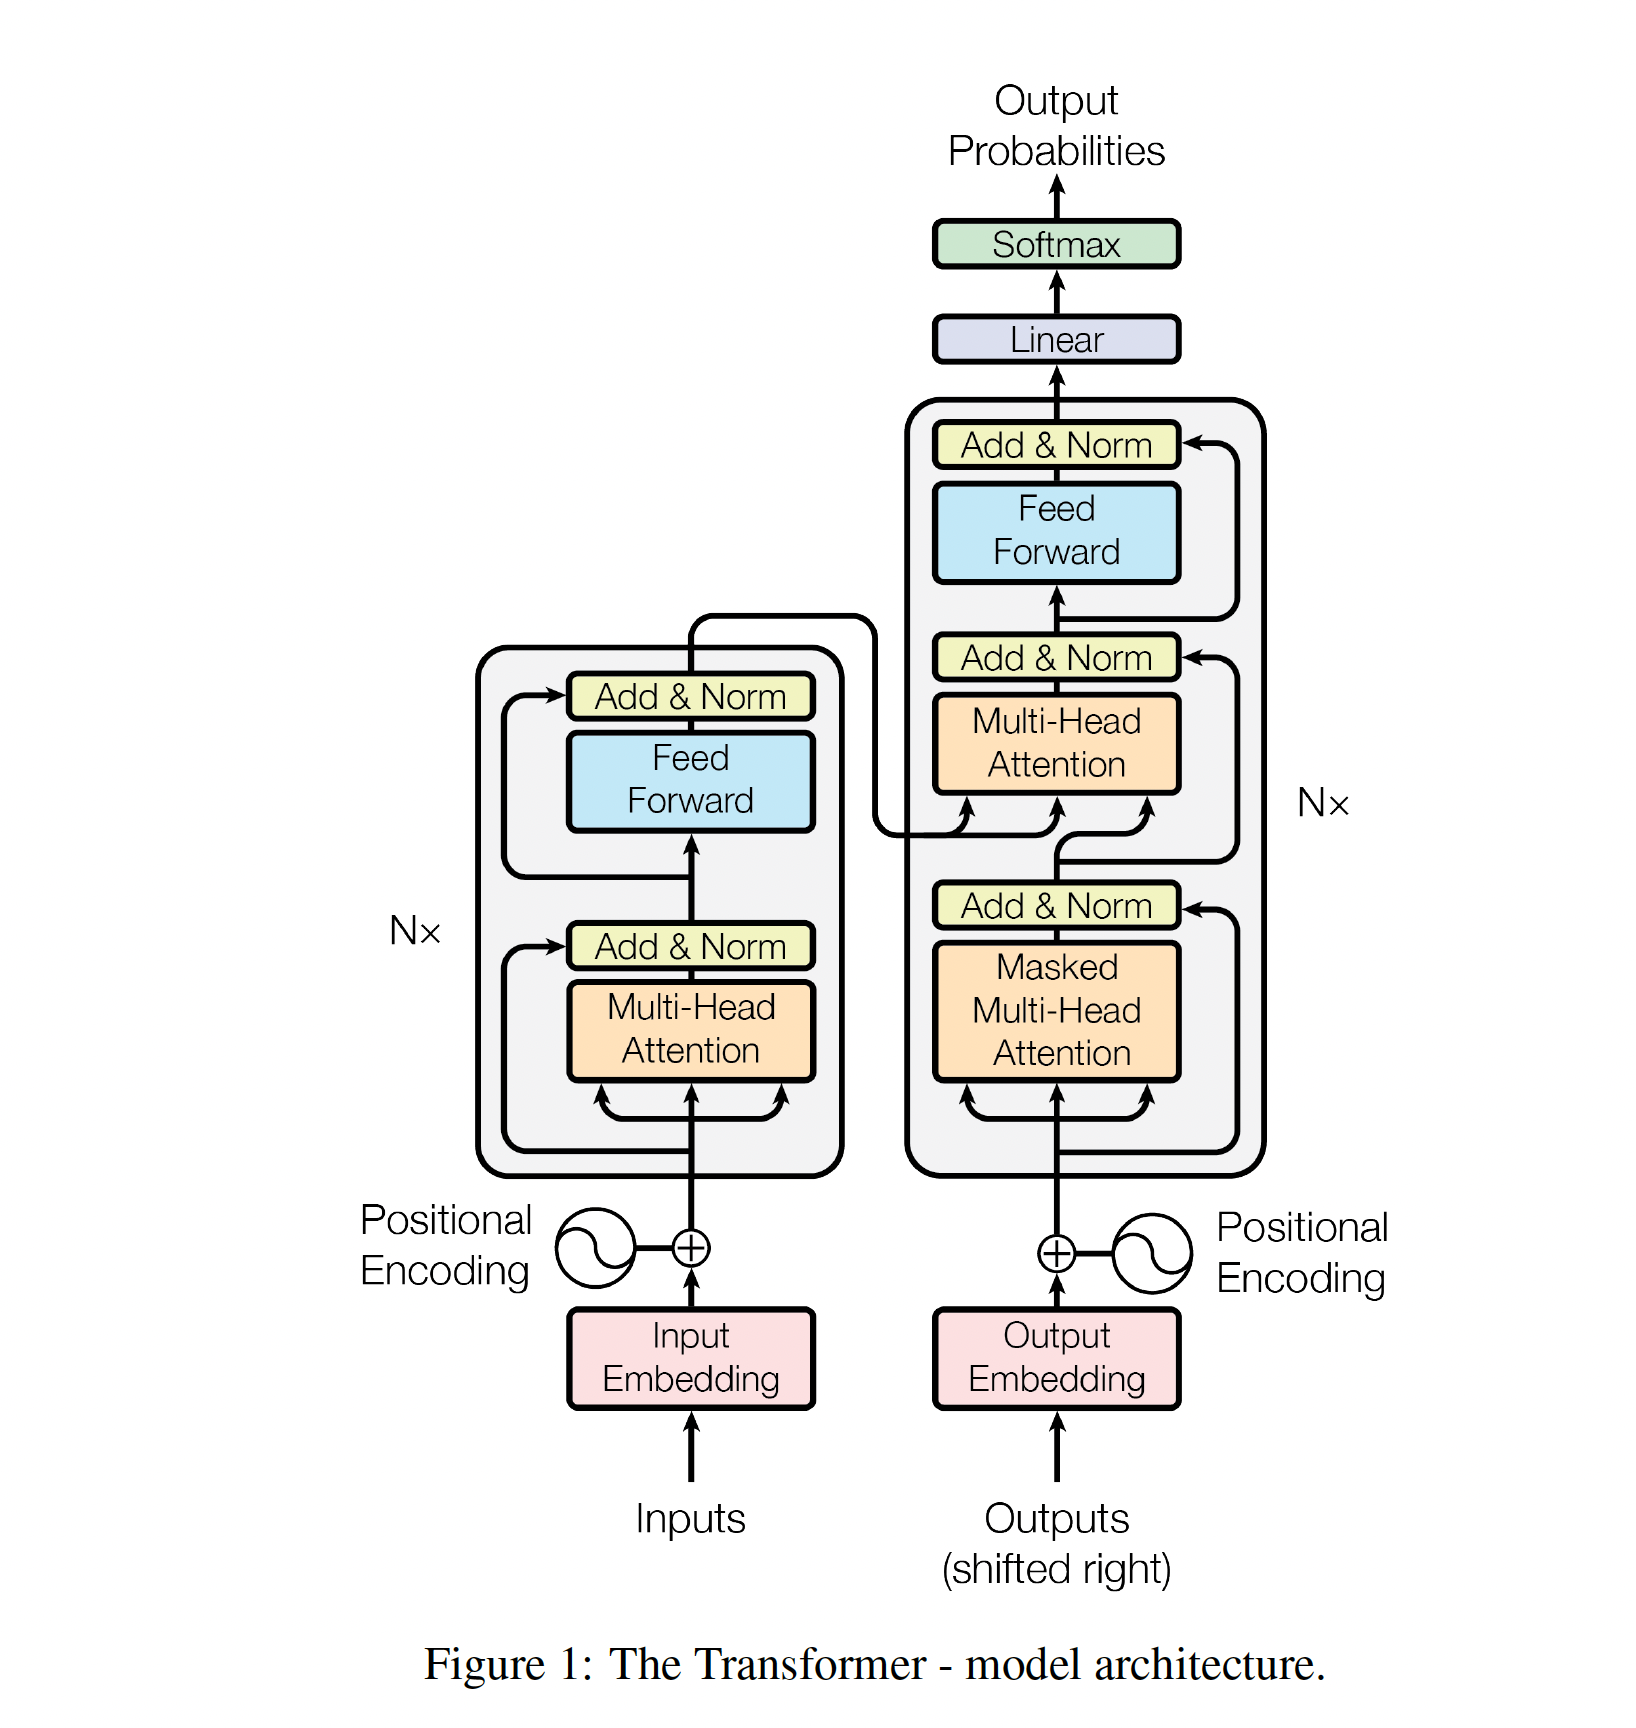 Output
Probabilities
Softmax
Linear
Add & Norm
Feed
Forward
Add & Norm
Multi-Head
Attention
Add & Norm
Masked
Multi-Head
Attention
N×
Add & Norm
Feed
Forward
Add & Norm
Multi-Head
Attention
N×
Positional
Encoding
Positional
Encoding
Input
Embedding
Output
Embedding
Inputs
Outputs
(shifted right)
Figure 1: The Transformer - model architecture.